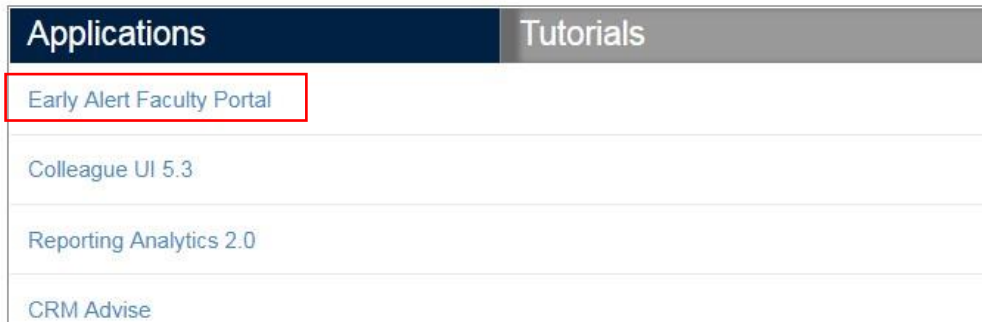 Applications
Tutorials
Early Alert Faculty Portal
Colleague UI 5.3
Reporting Analytics 2.0
CRM Advise